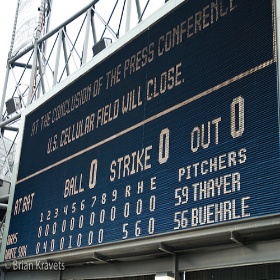 AT THE CONCLUSION OF THE PRESS CONFERENCE
U.S. CELLULAR FIELD WILL CLOSE.
BALL 0 STRIKE 0 OUT 0
AT BAT 1 2 3 4 5 6 7 8 9 R H E PITCHERS
59 THAYER
5 6 0 56 BUEHRLE
© Brian Kravets